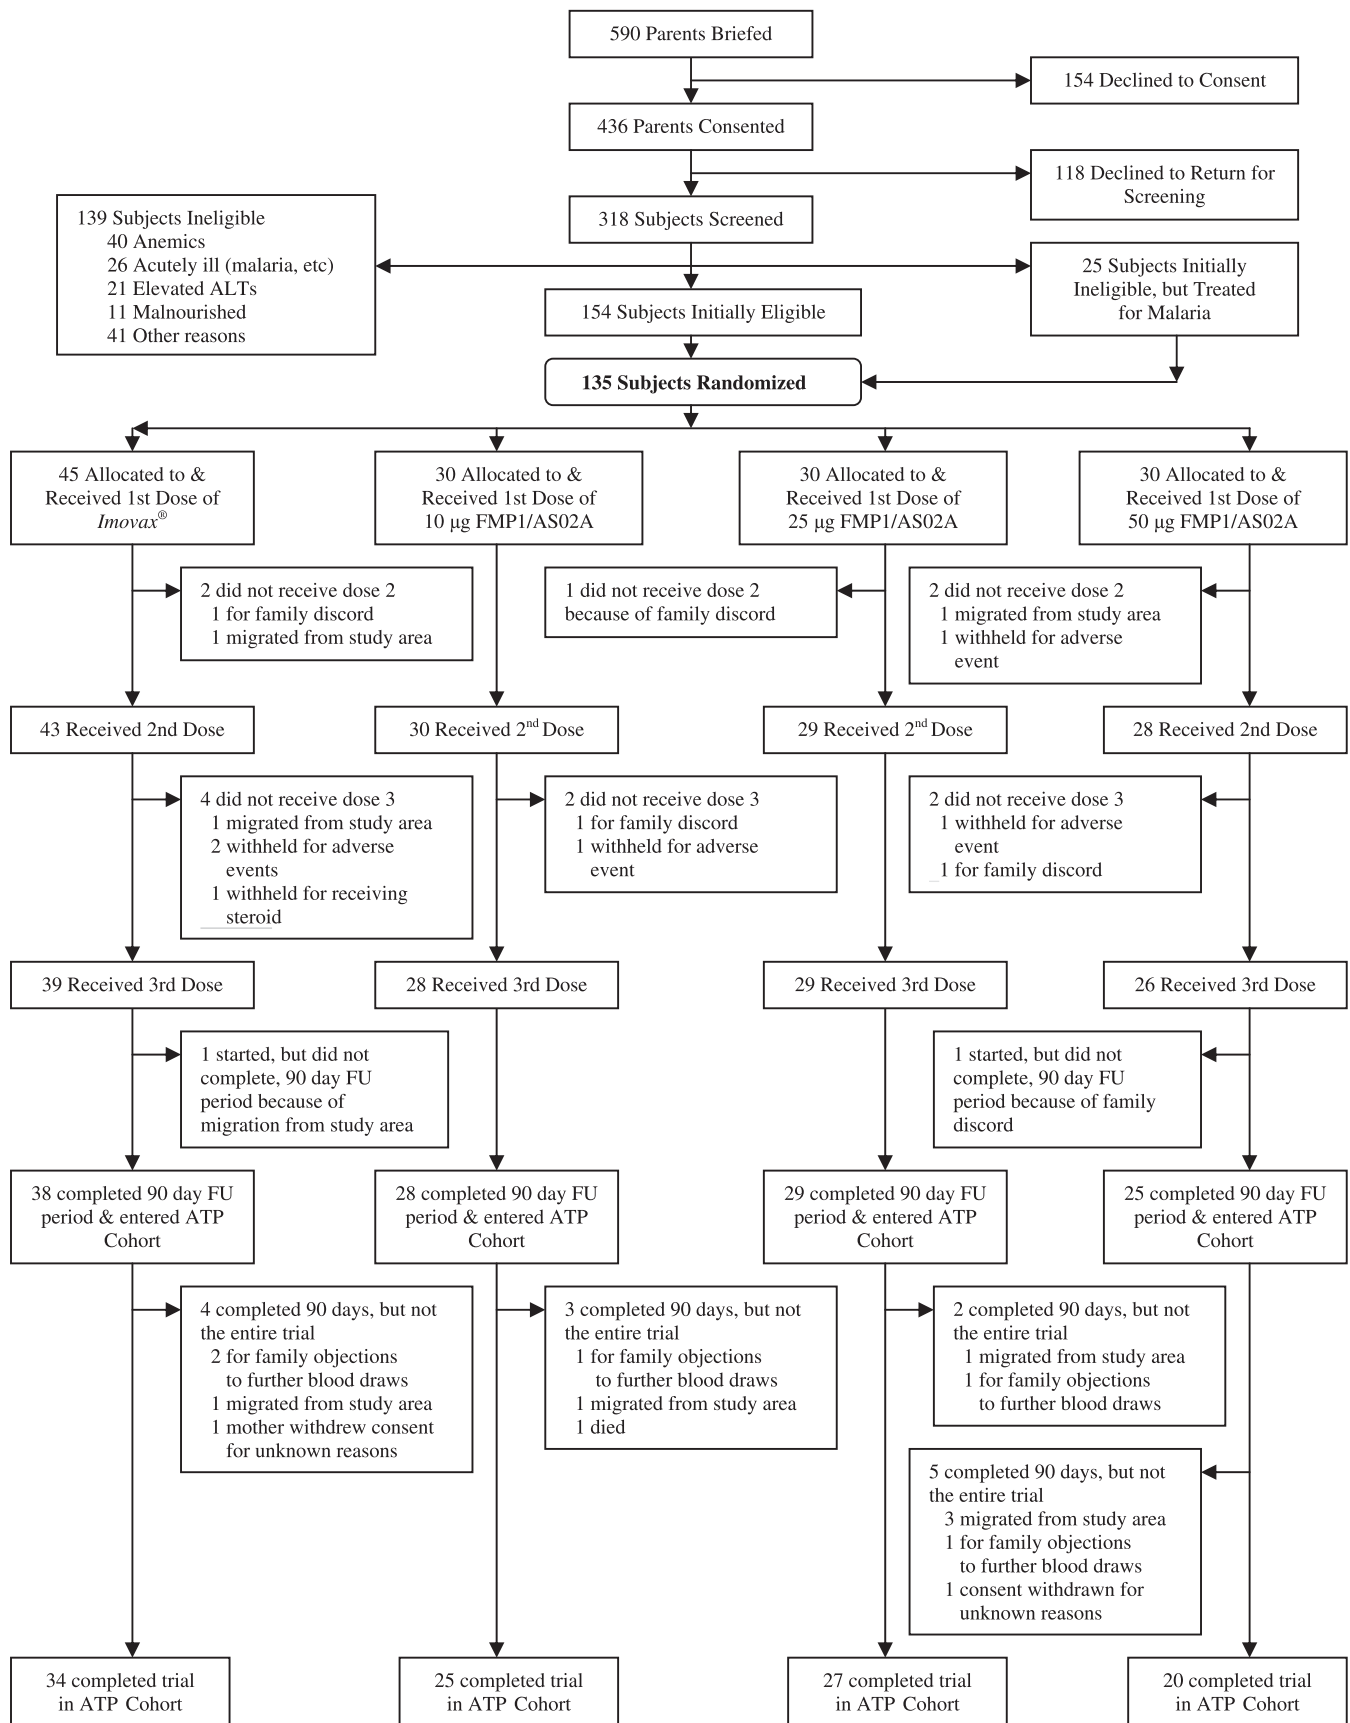 590 Parents Briefed
154 Declined to Consent
436 Parents Consented
118 Declined to Return for
Screening
318 Subjects Screened
139 Subjects Ineligible
40 Anemics
26 Acutely ill (malaria, etc)
21 Elevated ALTs
11 Malnourished
41 Other reasons
25 Subjects Initially
Ineligible, but Treated
for Malaria
154 Subjects Initially Eligible
135 Subjects Randomized
45 Allocated to &
Received 1st Dose of
Imovax®
30 Allocated to &
Received 1st Dose of
10 μg FMP1/AS02A
30 Allocated to &
Received 1st Dose of
25 μg FMP1/AS02A
30 Allocated to &
Received 1st Dose of
50 μg FMP1/AS02A
2 did not receive dose 2
1 for family discord
1 migrated from study area
1 did not receive dose 2
because of family discord
2 did not receive dose 2
1 migrated from study area
1 withheld for adverse
event
43 Received 2nd Dose
30 Received 2nd Dose
29 Received 2nd Dose
28 Received 2nd Dose
4 did not receive dose 3
1 migrated from study area
2 withheld for adverse
events
1 withheld for receiving
steroid
2 did not receive dose 3
1 for family discord
1 withheld for adverse
event
2 did not receive dose 3
1 withheld for adverse
event
1 for family discord
39 Received 3rd Dose
28 Received 3rd Dose
29 Received 3rd Dose
26 Received 3rd Dose
1 started, but did not
complete, 90 day FU
period because of
migration from study area
1 started, but did not
complete, 90 day FU
period because of family
discord
38 completed 90 day FU
period & entered ATP
Cohort
28 completed 90 day FU
period & entered ATP
Cohort
29 completed 90 day FU
period & entered ATP
Cohort
25 completed 90 day FU
period & entered ATP
Cohort
4 completed 90 days, but not
the entire trial
2 for family objections
to further blood draws
1 migrated from study area
1 mother withdrew consent
for unknown reasons
3 completed 90 days, but not
the entire trial
1 for family objections
to further blood draws
1 migrated from study area
1 died
2 completed 90 days, but not
the entire trial
1 migrated from study area
1 for family objections
to further blood draws
5 completed 90 days, but not
the entire trial
3 migrated from study area
1 for family objections
to further blood draws
1 consent withdrawn for
unknown reasons
34 completed trial
in ATP Cohort
25 completed trial
in ATP Cohort
27 completed trial
in ATP Cohort
20 completed trial
in ATP Cohort